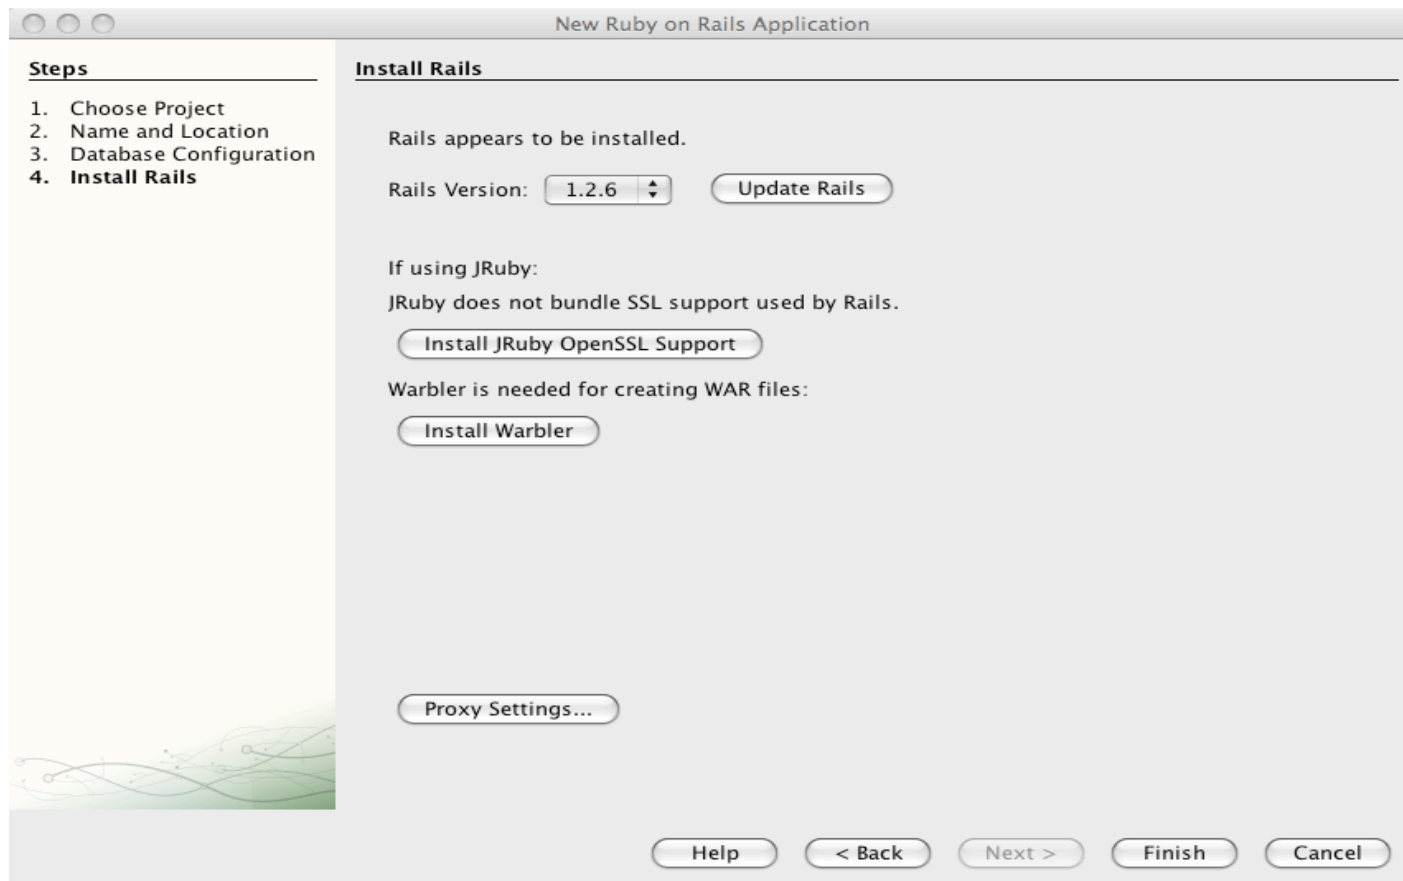 New Ruby on Rails Application
Steps
1. Choose Project
2. Name and Location
3. Database Configuration
4. Install Rails
Install Rails
Rails appears to be installed.
Rails Version: 1.2.6 Update Rails
If using JRuby:
JRuby does not bundle SSL support used by Rails.
Install JRuby OpenSSL Support
Warbler is needed for creating WAR files:
Install Warbler
Proxy Settings...
Help < Back Next > Finish Cancel